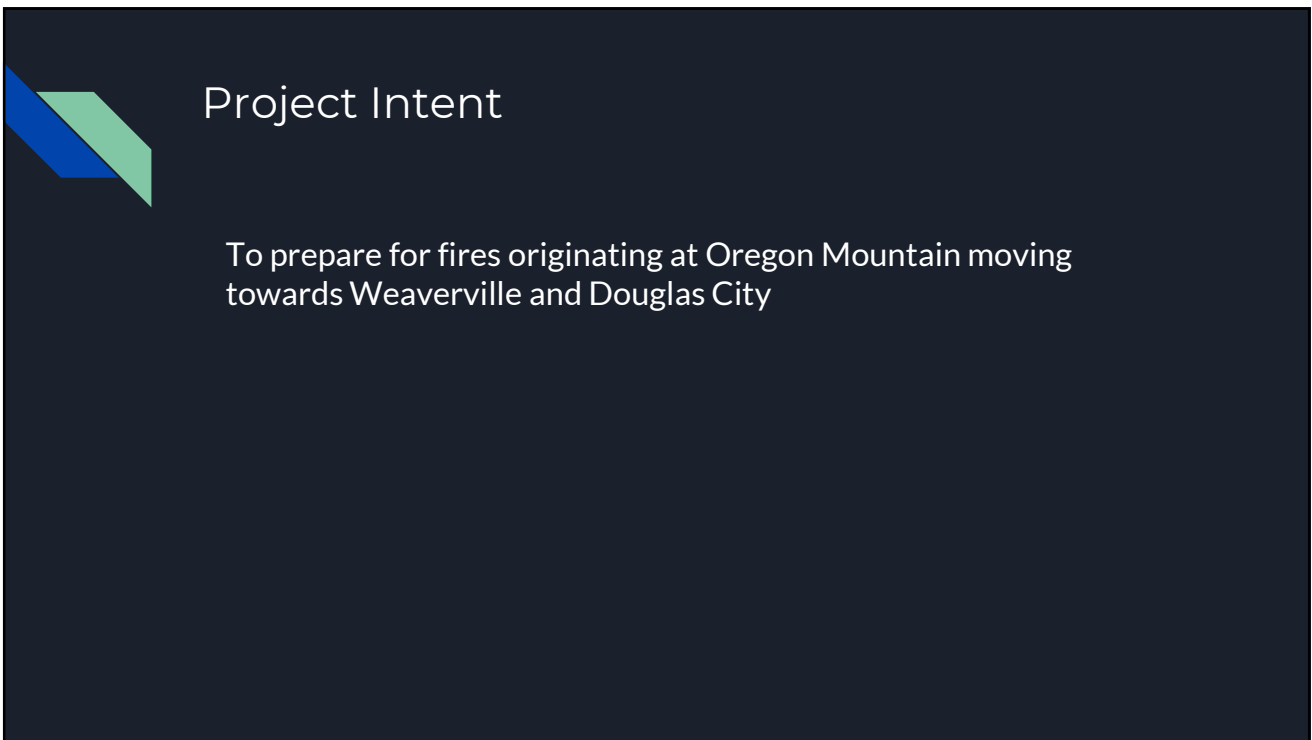 Project Intent
To prepare for fires originating at Oregon Mountain moving
towards Weaverville and Douglas City